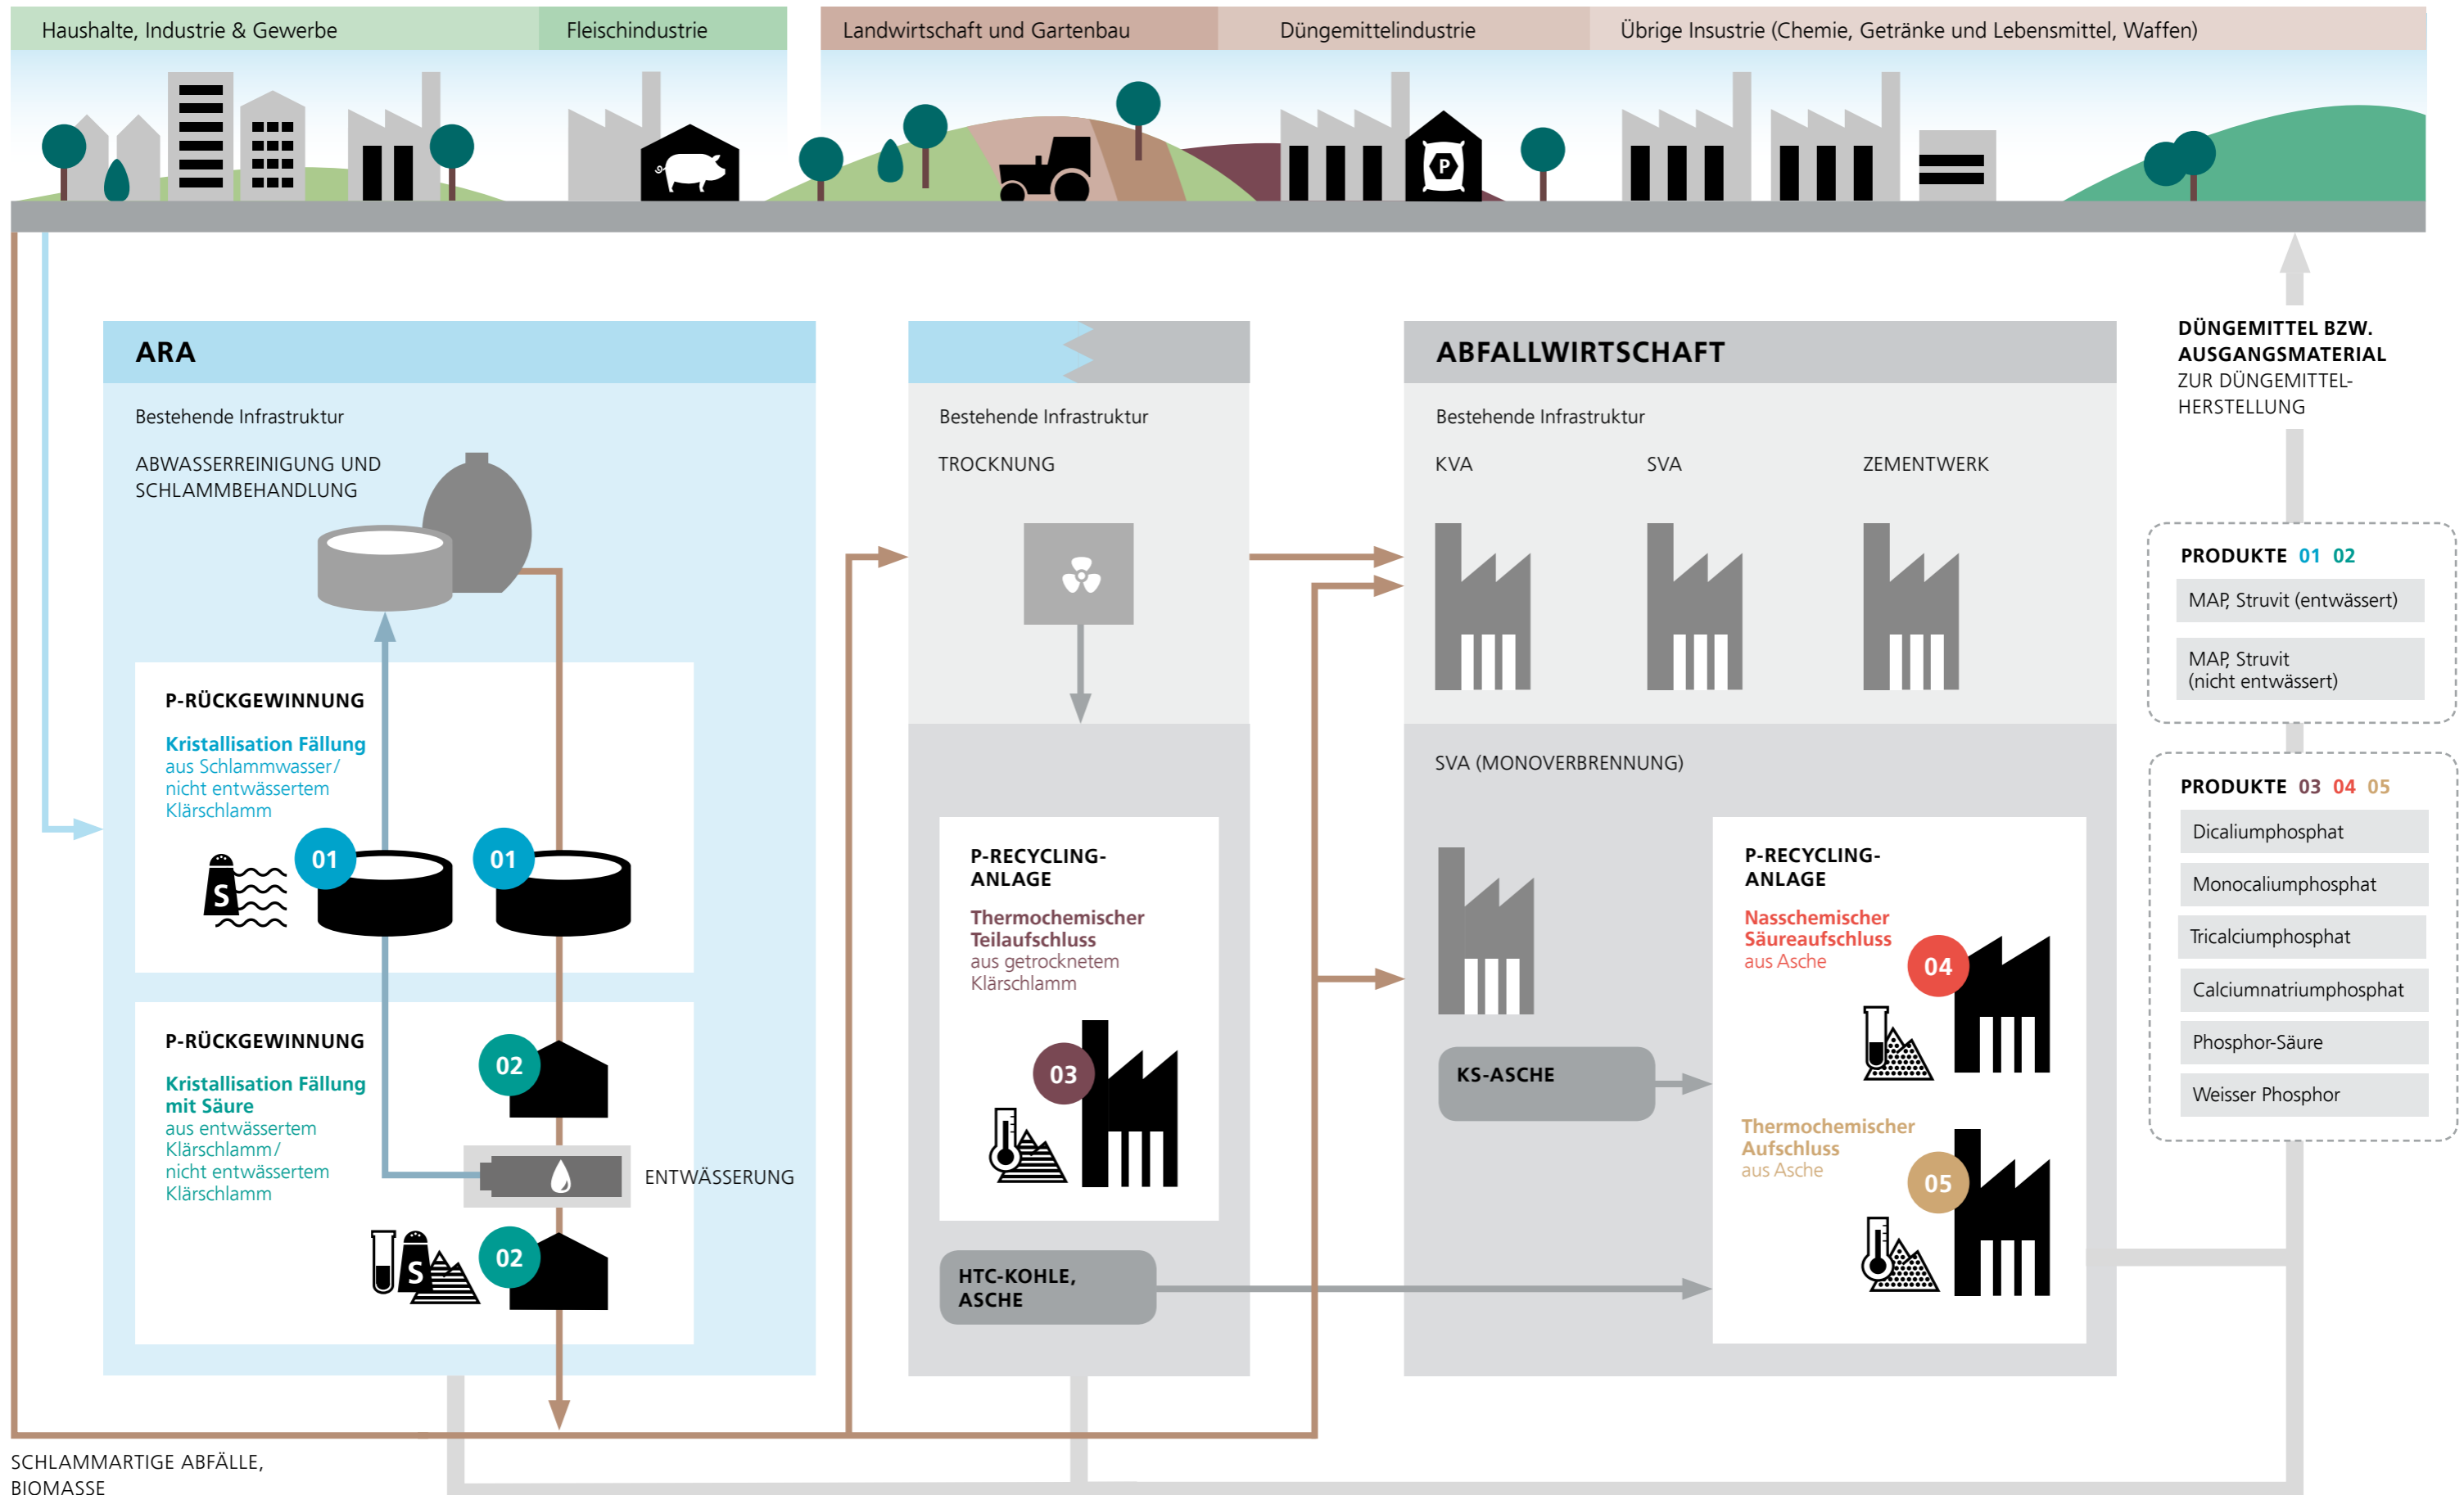 Haushalte, Industrie & Gewerbe
Fleischindustrie
Landwirtschaft und Gartenbau
Düngemittelindustrie
Übrige Insustrie (Chemie, Getränke und Lebensmittel, Waffen)
P
ARA
Bestehende Infrastruktur
ABWASSERREINIGUNG UND
SCHLAMMBEHANDLUNG
P-RÜCKGEWINNUNG
Kristallisation Fällung
aus Schlammwasser/
nicht entwässertem
Klärschlamm
S
01
01
P-RÜCKGEWINNUNG
Kristallisation Fällung
mit Säure
aus entwässertem
Klärschlamm/
nicht entwässertem
Klärschlamm
02
ENTWÄSSERUNG
S
02
Bestehende Infrastruktur
TROCKNUNG
P-RECYCLING-
ANLAGE
Thermochemischer
Teilaufschluss
aus getrocknetem
Klärschlamm
03
HTC-KOHLE,
ASCHE
ABFALLWIRTSCHAFT
Bestehende Infrastruktur
KVA
SVA
ZEMENTWERK
SVA (MONOVERBRENNUNG)
KS-ASCHE
P-RECYCLING-
ANLAGE
Nasschemischer
Säureaufschluss
aus Asche
04
Thermochemischer
Aufschluss
aus Asche
05
DÜNGEMITTEL BZW.
AUSGANGSMATERIAL
ZUR DÜNGEMITTEL-
HERSTELLUNG
PRODUKTE 01 02
MAP, Struvit (entwässert)
MAP, Struvit
(nicht entwässert)
PRODUKTE 03 04 05
Dicaliumphosphat
Monocaliumphosphat
Tricalciumphosphat
Calciumnatriumphosphat
Phosphor-Säure
Weisser Phosphor
SCHLAMMARTIGE ABFÄLLE,
BIOMASSE